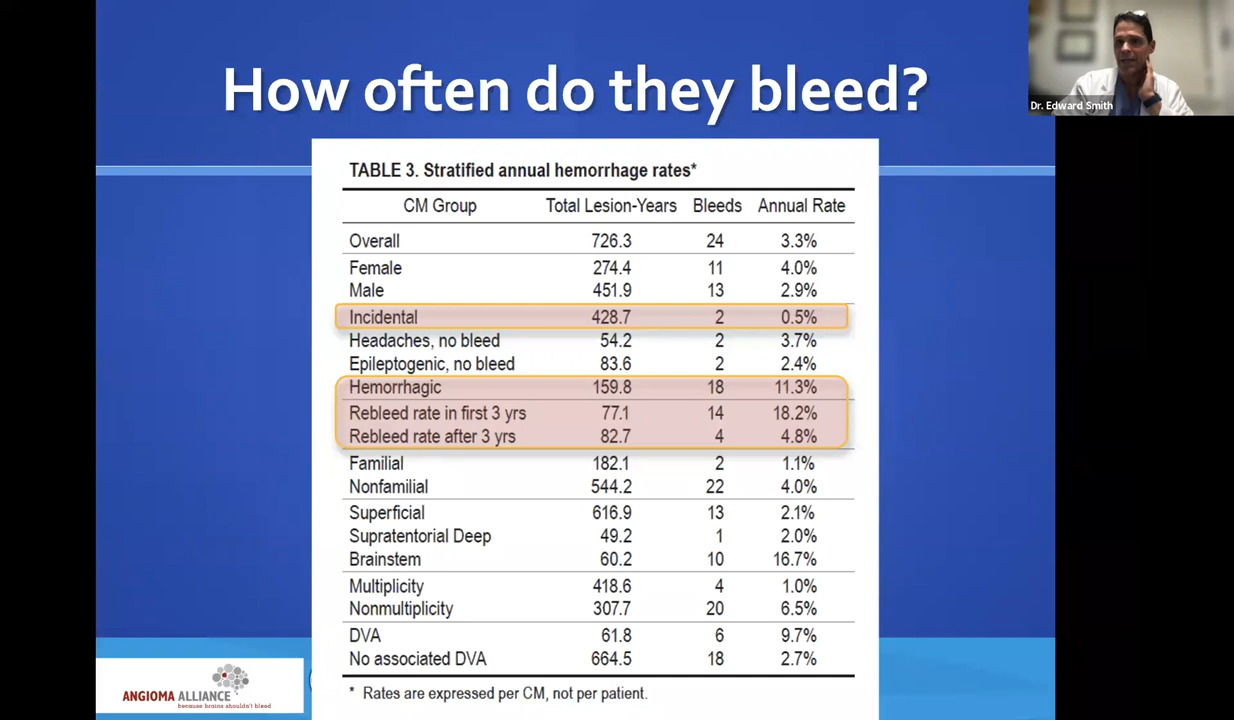 How often do they bleed?
Dr. Edward Smith
TABLE 3. Stratified annual hemorrhage rates*
CM Group Total Lesion-Years Bleeds Annual Rate
Overall 726.3 24 3.3%
Female 274.4 11 4.0%
Male 451.9 13 2.9%
Incidental 428.7 2 0.5%
Headaches, no bleed 54.2 2 3.7%
Epileptogenic, no bleed 83.6 2 2.4%
Hemorrhagic 159.8 18 11.3%
Rebleed rate in first 3 yrs 77.1 14 18.2%
Rebleed rate after 3 yrs 82.7 4 4.8%
Familial 182.1 2 1.1%
Nonfamilial 544.2 22 4.0%
Superficial 616.9 13 2.1%
Supratentorial Deep 49.2 1 2.0%
Brainstem 60.2 10 16.7%
Multiplicity 418.6 4 1.0%
Nonmultiplicity 307.7 20 6.5%
DVA 61.8 6 9.7%
No associated DVA 664.5 18 2.7%
* Rates are expressed per CM, not per patient.
ANGIOMA ALLIANCE
because brains shouldn't bleed